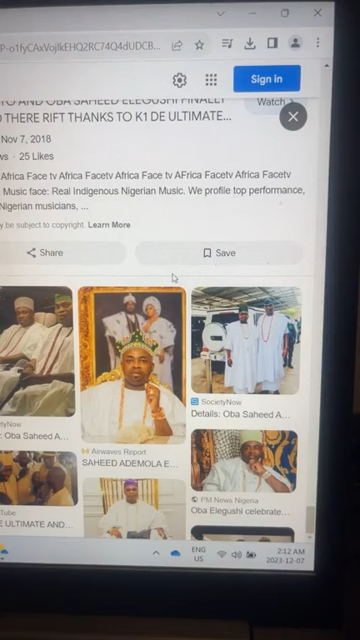 P-o1fyCAxVojIkEHQ2RC74Q4dUDCB...
Sign in
O AND OBA SAHEED ELEGUSHI FINALLY
Watch
THERE RIFT THANKS TO K1 DE ULTIMATE...
Nov 7, 2018
ws · 25 Likes
Africa Face tv Africa Facetv Africa Face tv AFrica Facetv Africa Facetv
Music face: Real Indigenous Nigerian Music. We profile top performance,
Nigerian musicians, ...
y be subject to copyright. Learn More
Share
Save
tyNow
: Oba Saheed A...
Airwaves Report
SAHEED ADEMOLA E...
SocietyNow
Details: Oba Saheed A...
PM News Nigeria
Oba Elegushi celebrate...
Tube
E ULTIMATE AND...
ENG
US
2:12 AM
2023-12-07